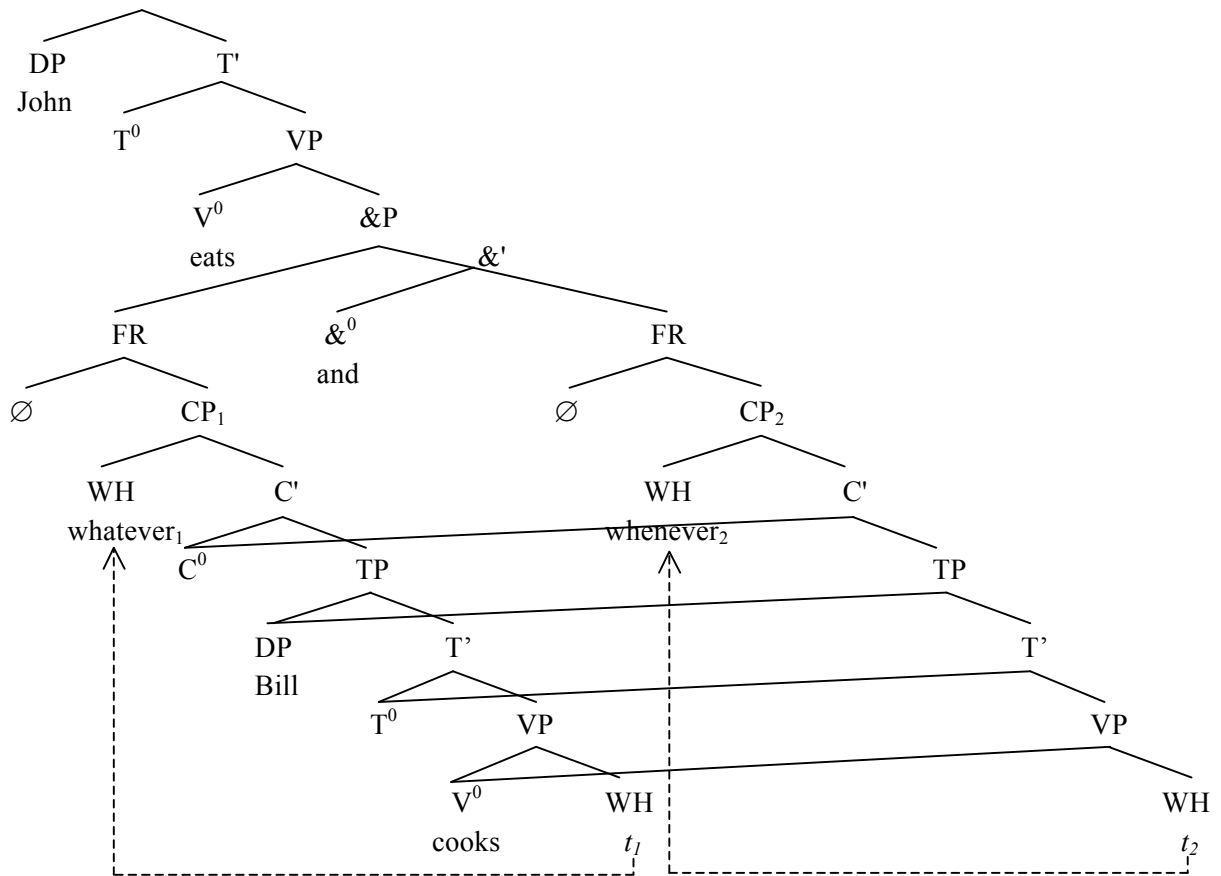 DP T'
John
T⁰ VP
V⁰ &P
eats &'
FR &⁰ FR
and
∅ CP₁ ∅ CP₂
WH C' WH C'
whatever₁ whenever₂
C⁰ TP TP
DP T’ T’
Bill
T⁰ VP VP
V⁰ WH WH
cooks t₁ t₂